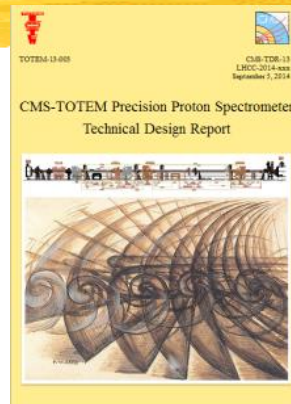 TOTEM-13-003
CMS-TDR-13
LHCC-2014-xxx
September 5, 2014
CMS-TOTEM Precision Proton Spectrometer
Technical Design Report